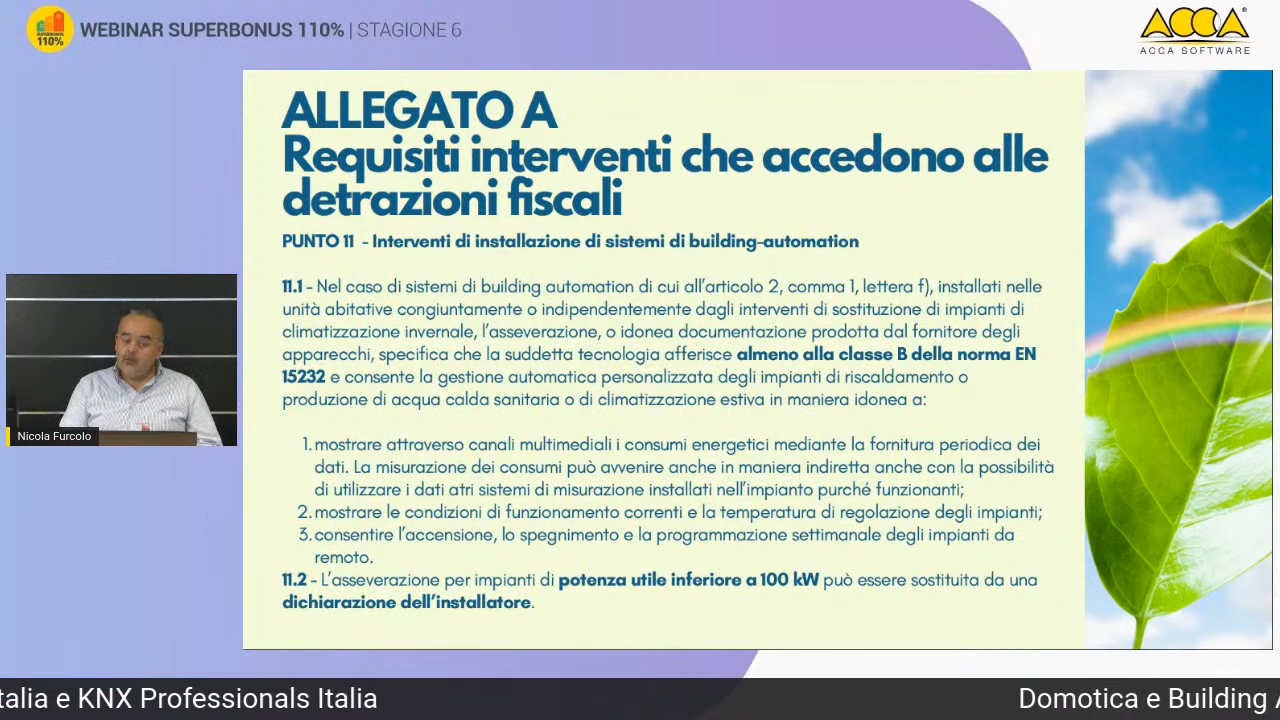 SUPERBONUS
110%
WEBINAR SUPERBONUS 110% | STAGIONE 6
ACCA
ACCA SOFTWARE
ALLEGATO A
Requisiti interventi che accedono alle
detrazioni fiscali
PUNTO 11 - Interventi di installazione di sistemi di building-automation
11.1 - Nel caso di sistemi di building automation di cui all'articolo 2, comma 1, lettera f), installati nelle
unità abitative congiuntamente o indipendentemente dagli interventi di sostituzione di impianti di
climatizzazione invernale, l'asseverazione, o idonea documentazione prodotta dal fornitore degli
apparecchi, specifica che la suddetta tecnologia afferisce almeno alla classe B della norma EN
15232 e consente la gestione automatica personalizzata degli impianti di riscaldamento o
produzione di acqua calda sanitaria o di climatizzazione estiva in maniera idonea a:
1. mostrare attraverso canali multimediali i consumi energetici mediante la fornitura periodica dei
dati. La misurazione dei consumi può avvenire anche in maniera indiretta anche con la possibilità
di utilizzare i dati atri sistemi di misurazione installati nell'impianto purché funzionanti;
2. mostrare le condizioni di funzionamento correnti e la temperatura di regolazione degli impianti;
3. consentire l'accensione, lo spegnimento e la programmazione settimanale degli impianti da
remoto.
11.2 - L'asseverazione per impianti di potenza utile inferiore a 100 kW può essere sostituita da una
dichiarazione dell'installatore.
Nicola Furcolo
talia e KNX Professionals Italia
Domotica e Building A